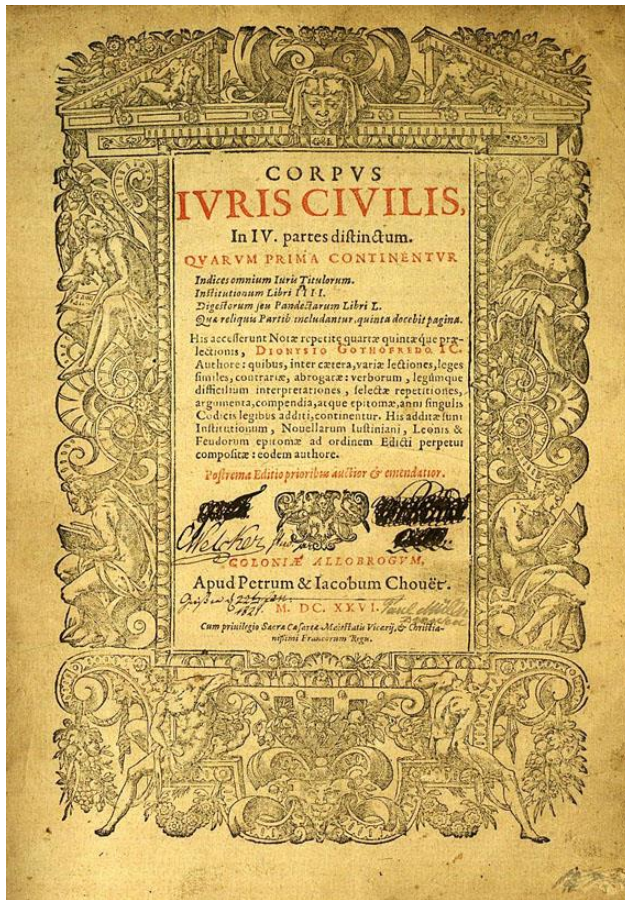 CORPVS
IVRIS CIVILIS,
In IV. partes distinctum.
QVARVM PRIMA CONTINENTVR
Indices omnium Iuris Titulorum.
Institutionum Libri IIII.
Digestorum seu Pandectarum Libri L.
Quæ reliquis Partib. includantur, quinta docebit pagina.
His accesserunt Notæ repetitę quartæ quintæque præ-
lectionis, DIONYSIO GOTHOFREDO IC.
Authore: quibus, inter cætera, variæ lectiones, leges
similes, contrariæ, abrogatæ: verborum, legúmque
difficilium interpretationes, selectæ repetitiones,
argumenta, compendia, atque epitomæ, anni singulis
Codicis legibus additi, continentur. His additæ sunt
Institutionum, Nouellarum Iustiniani, Leonis &
Feudorum epitomæ ad ordinem Edicti perpetui
compositæ: eodem authore.
Postrema Editio prioribus auctior & emendatior.
CWelcker
COLONIÆ ALLOBROGVM,
Apud Petrum & Iacobum Chouët.
1821.
M. DC. XXVI.
Paul
Cum priuilegio Sacræ Cæsareæ Maiestatis Vicarij, & Christia-
nissimi Francorum Regis.